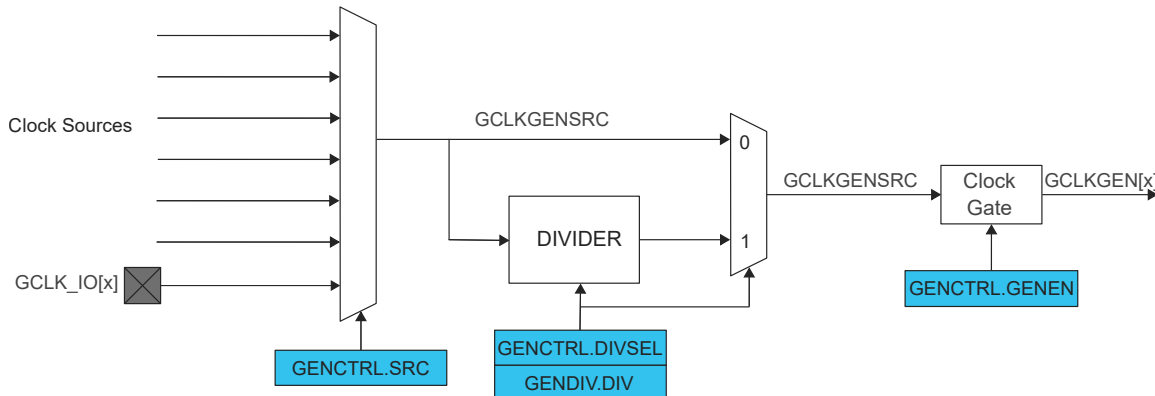 Clock Sources
GCLK_IO[x]
GENCTRL.SRC
GCLKGENSRC
DIVIDER
GENCTRL.DIVSEL
GENDIV.DIV
0
1
GCLKGENSRC
Clock
Gate
GCLKGEN[x]
GENCTRL.GENEN